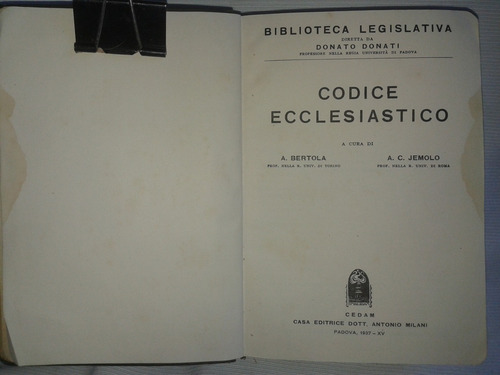 BIBLIOTECA LEGISLATIVA
DIRETTA DA
DONATO DONATI
PROFESSORE NELLA REGIA UNIVERSITÀ DI PADOVA
CODICE
ECCLESIASTICO
A CURA DI
A. BERTOLA
PROF. NELLA R. UNIV. DI TORINO
A. C. JEMOLO
PROF. NELLA R. UNIV. DI ROMA
CEDAM
CASA EDITRICE DOTT. ANTONIO MILANI
PADOVA, 1937 - XV